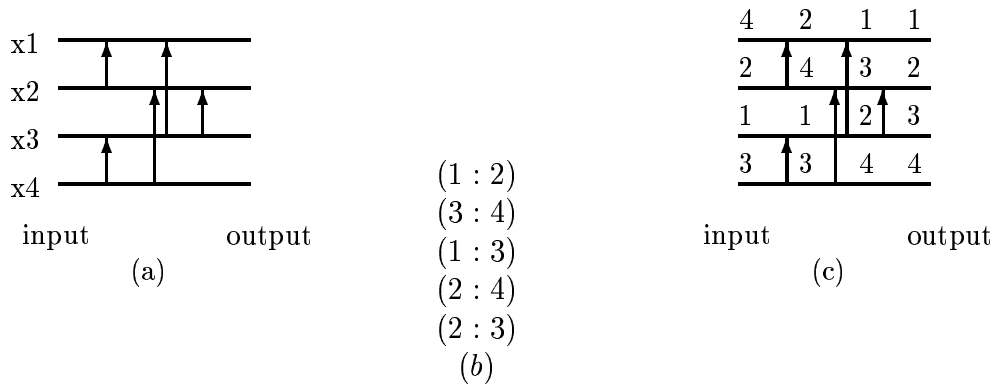 x1
x2
x3
x4
input output
(a)
(1 : 2)
(3 : 4)
(1 : 3)
(2 : 4)
(2 : 3)
(b)
4 2 1 1
2 4 3 2
1 1 2 3
3 3 4 4
input output
(c)